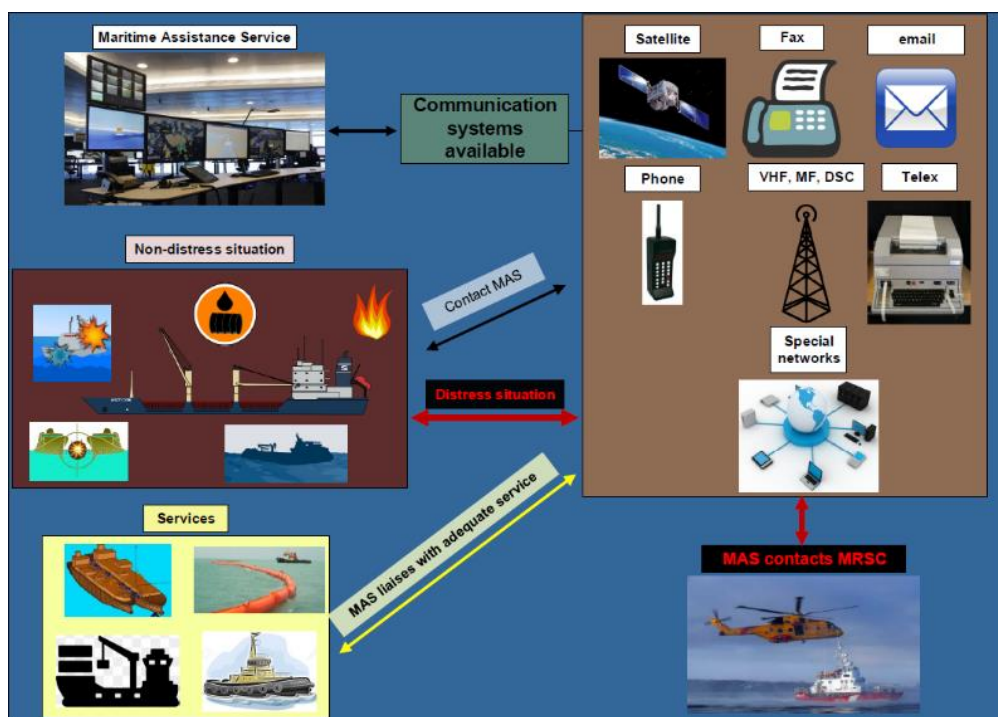 Maritime Assistance Service
Communication
systems
available
Satellite
Fax
email
Phone
VHF, MF, DSC
Telex
Special
networks
Non-distress situation
Contact MAS
Distress situation
Services
MAS liaises with adequate service
MAS contacts MRSC